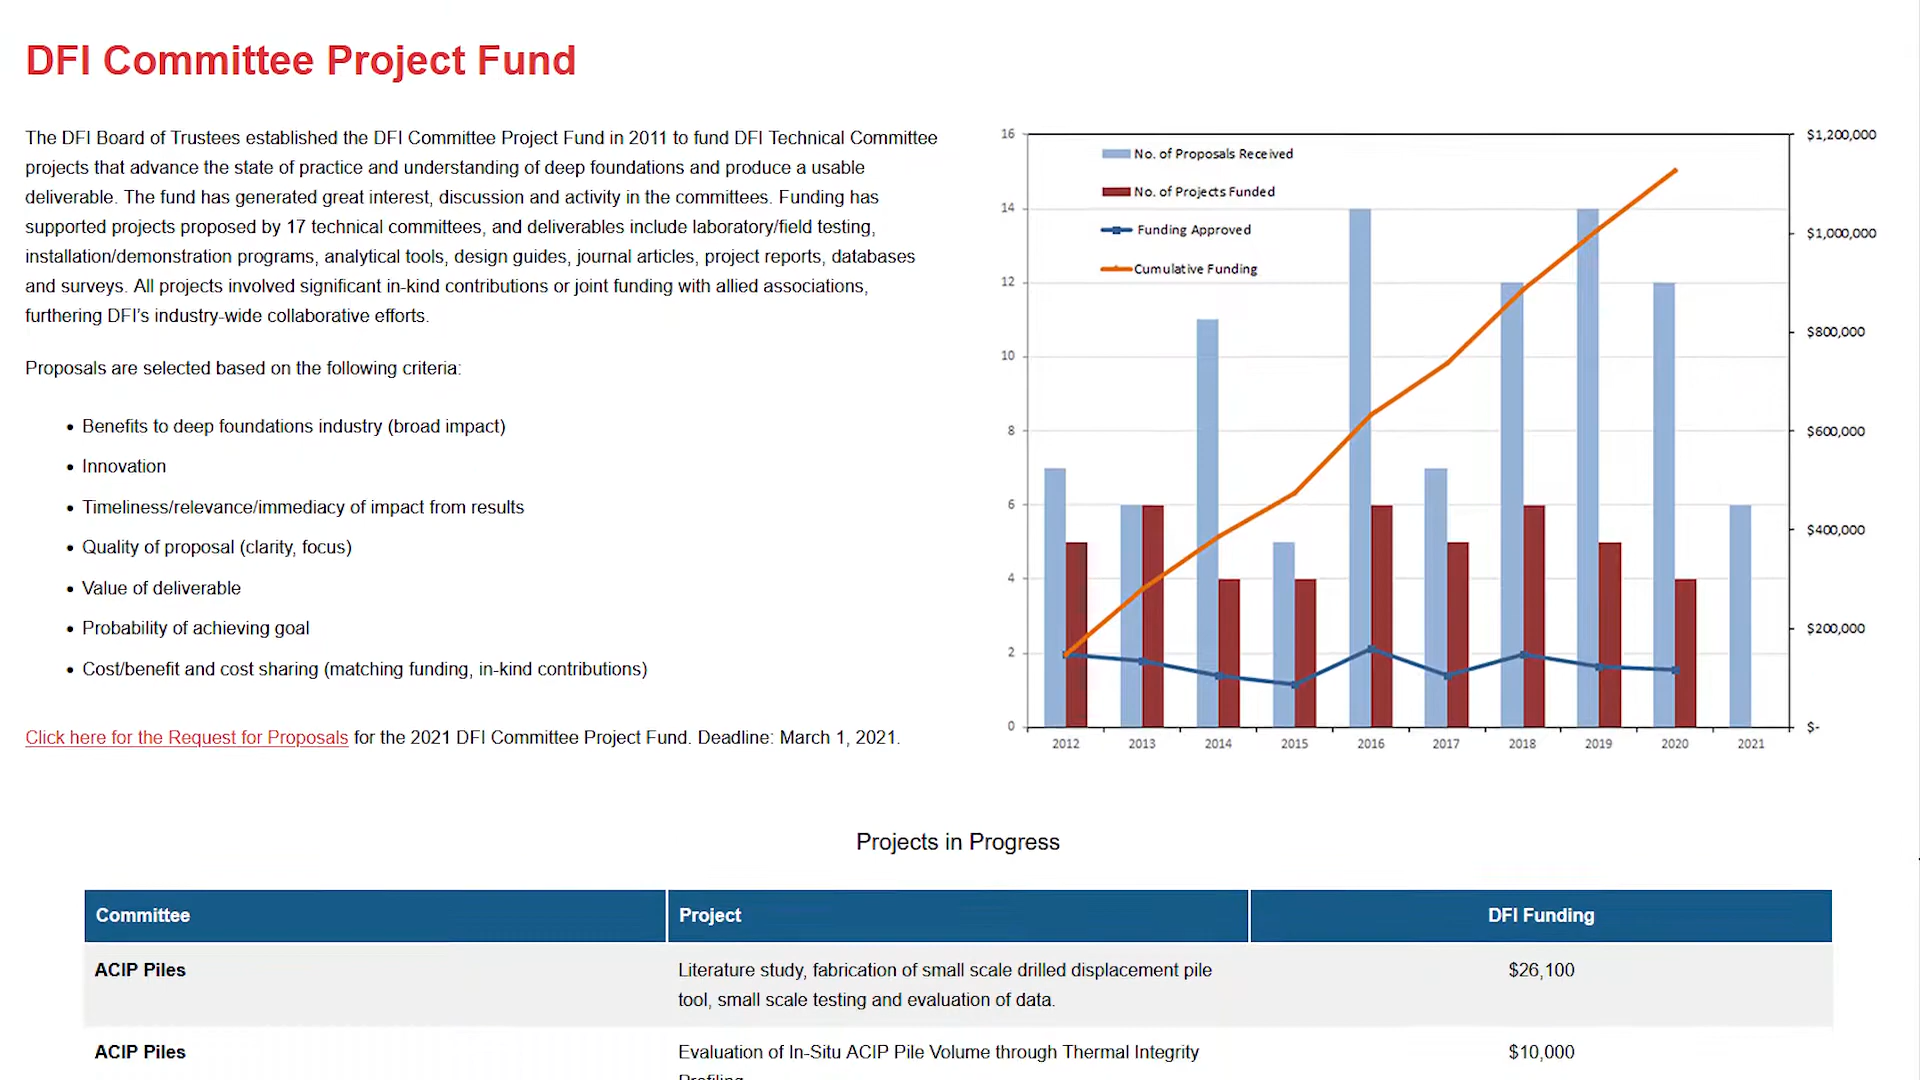 DFI Committee Project Fund
The DFI Board of Trustees established the DFI Committee Project Fund in 2011 to fund DFI Technical Committee
projects that advance the state of practice and understanding of deep foundations and produce a usable
deliverable. The fund has generated great interest, discussion and activity in the committees. Funding has
supported projects proposed by 17 technical committees, and deliverables include laboratory/field testing,
installation/demonstration programs, analytical tools, design guides, journal articles, project reports, databases
and surveys. All projects involved significant in-kind contributions or joint funding with allied associations,
furthering DFI's industry-wide collaborative efforts.
Proposals are selected based on the following criteria:
• Benefits to deep foundations industry (broad impact)
• Innovation
• Timeliness/relevance/immediacy of impact from results
• Quality of proposal (clarity, focus)
• Value of deliverable
• Probability of achieving goal
• Cost/benefit and cost sharing (matching funding, in-kind contributions)
Click here for the Request for Proposals for the 2021 DFI Committee Project Fund. Deadline: March 1, 2021.
No. of Proposals Received
No. of Projects Funded
Funding Approved
Cumulative Funding
16
14
12
10
8
6
4
2
0
$1,200,000
$1,000,000
$800,000
$600,000
$400,000
$200,000
$-
2012 2013 2014 2015 2016 2017 2018 2019 2020 2021
Projects in Progress
Committee Project DFI Funding
ACIP Piles Literature study, fabrication of small scale drilled displacement pile $26,100
tool, small scale testing and evaluation of data.
ACIP Piles Evaluation of In-Situ ACIP Pile Volume through Thermal Integrity $10,000